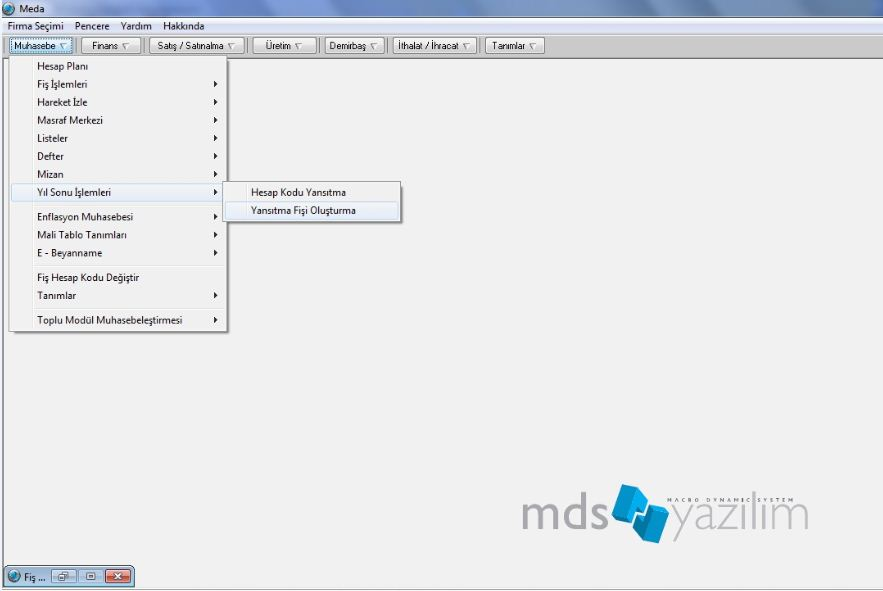 Meda
Firma Seçimi Pencere Yardım Hakkında
Muhasebe Finans Satış / Satınalma Üretim Demirbaş İthalat / İhracat Tanımlar
Hesap Planı
Fiş İşlemleri
Hareket İzle
Masraf Merkezi
Listeler
Defter
Mizan
Yıl Sonu İşlemleri
Hesap Kodu Yansıtma
Yansıtma Fişi Oluşturma
Enflasyon Muhasebesi
Mali Tablo Tanımları
E - Beyanname
Fiş Hesap Kodu Değiştir
Tanımlar
Toplu Modül Muhasebeleştirmesi
MACRO DYNAMIC SYSTEM
mds yazılım
Fiş ...